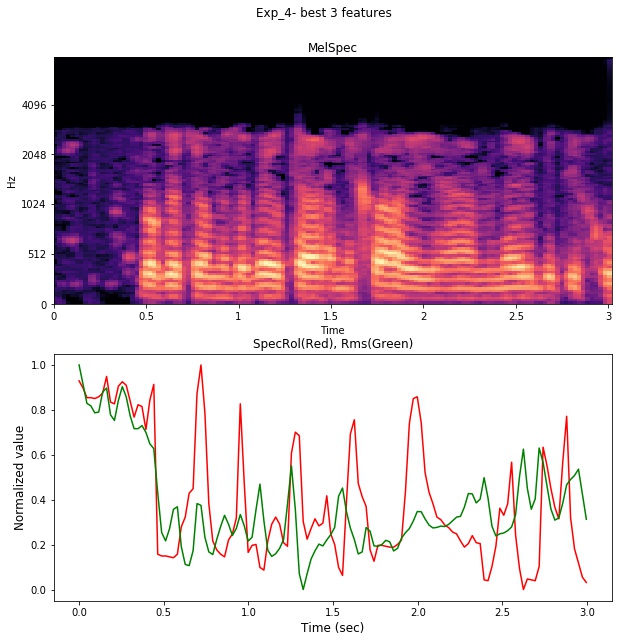 Exp_4- best 3 features
MelSpec
Hz
4096
2048
1024
512
0
0 0.5 1 1.5 2 2.5 3
Time
SpecRol(Red), Rms(Green)
Normalized value
1.0
0.8
0.6
0.4
0.2
0.0
0.0 0.5 1.0 1.5 2.0 2.5 3.0
Time (sec)